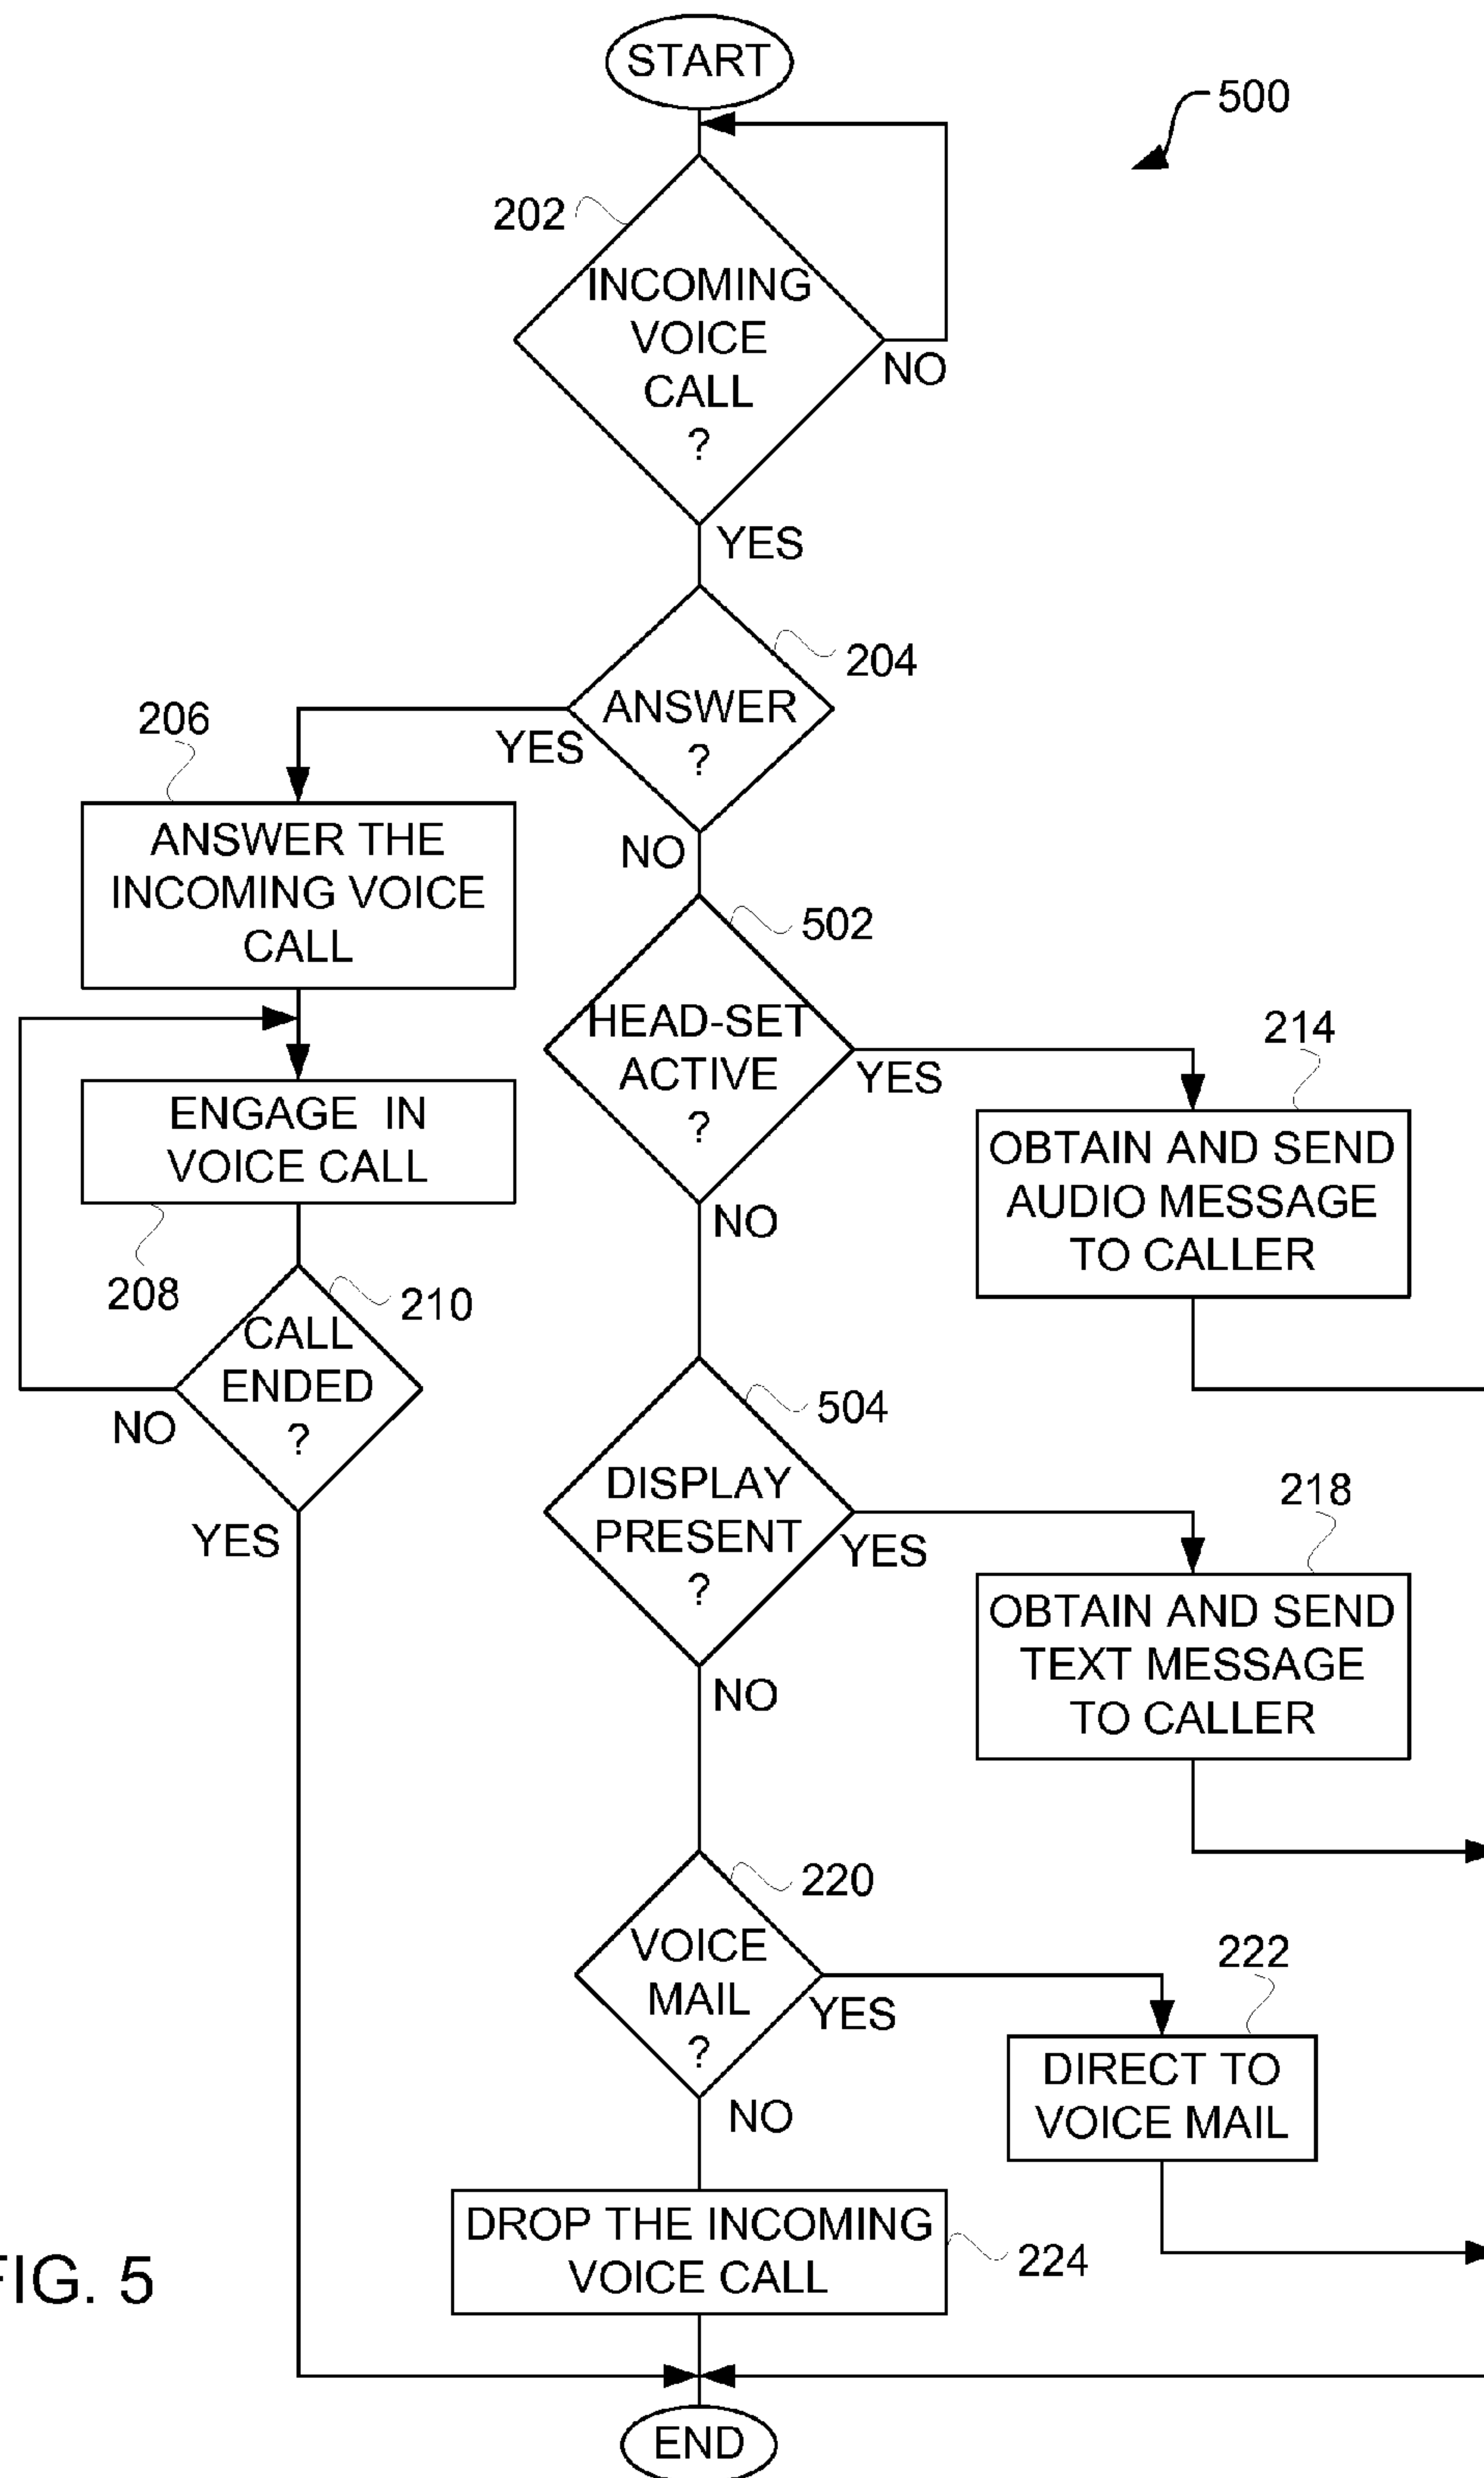 START
500
202
INCOMING
VOICE
CALL
?
NO
YES
204
ANSWER
?
YES
NO
206
ANSWER THE
INCOMING VOICE
CALL
502
HEAD-SET
ACTIVE
?
YES
NO
214
OBTAIN AND SEND
AUDIO MESSAGE
TO CALLER
ENGAGE IN
VOICE CALL
208
210
CALL
ENDED
?
NO
YES
504
DISPLAY
PRESENT
?
YES
NO
218
OBTAIN AND SEND
TEXT MESSAGE
TO CALLER
220
VOICE
MAIL
?
YES
NO
222
DIRECT TO
VOICE MAIL
DROP THE INCOMING
VOICE CALL
224
FIG. 5
END